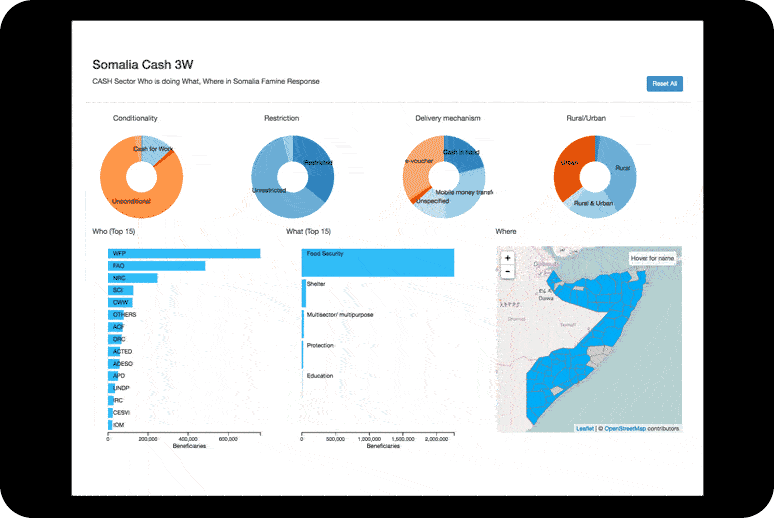 Somalia Cash 3W
CASH Sector Who is doing What, Where in Somalia Famine Response
Reset All
Conditionality
Restriction
Delivery mechanism
Rural/Urban
Cash for Work
Unconditional
Restricted
Unrestricted
Cash in hand
e-voucher
Mobile money transf
Unspecified
Urban
Rural
Rural & Urban
Who (Top 15)
What (Top 15)
Where
WFP
FAO
NRC
SCI
CWW
OTHERS
ACF
DRC
ACTED
ADESO
APD
UNDP
IRC
CESVI
IOM
0
200,000
400,000
600,000
Beneficiaries
Food Security
Shelter
Multisector/ multipurpose
Protection
Education
0
500,000
1,000,000
1,500,000
2,000,000
Beneficiaries
+
−
Hover for name
Dawa
Leaflet | © OpenStreetMap contributors